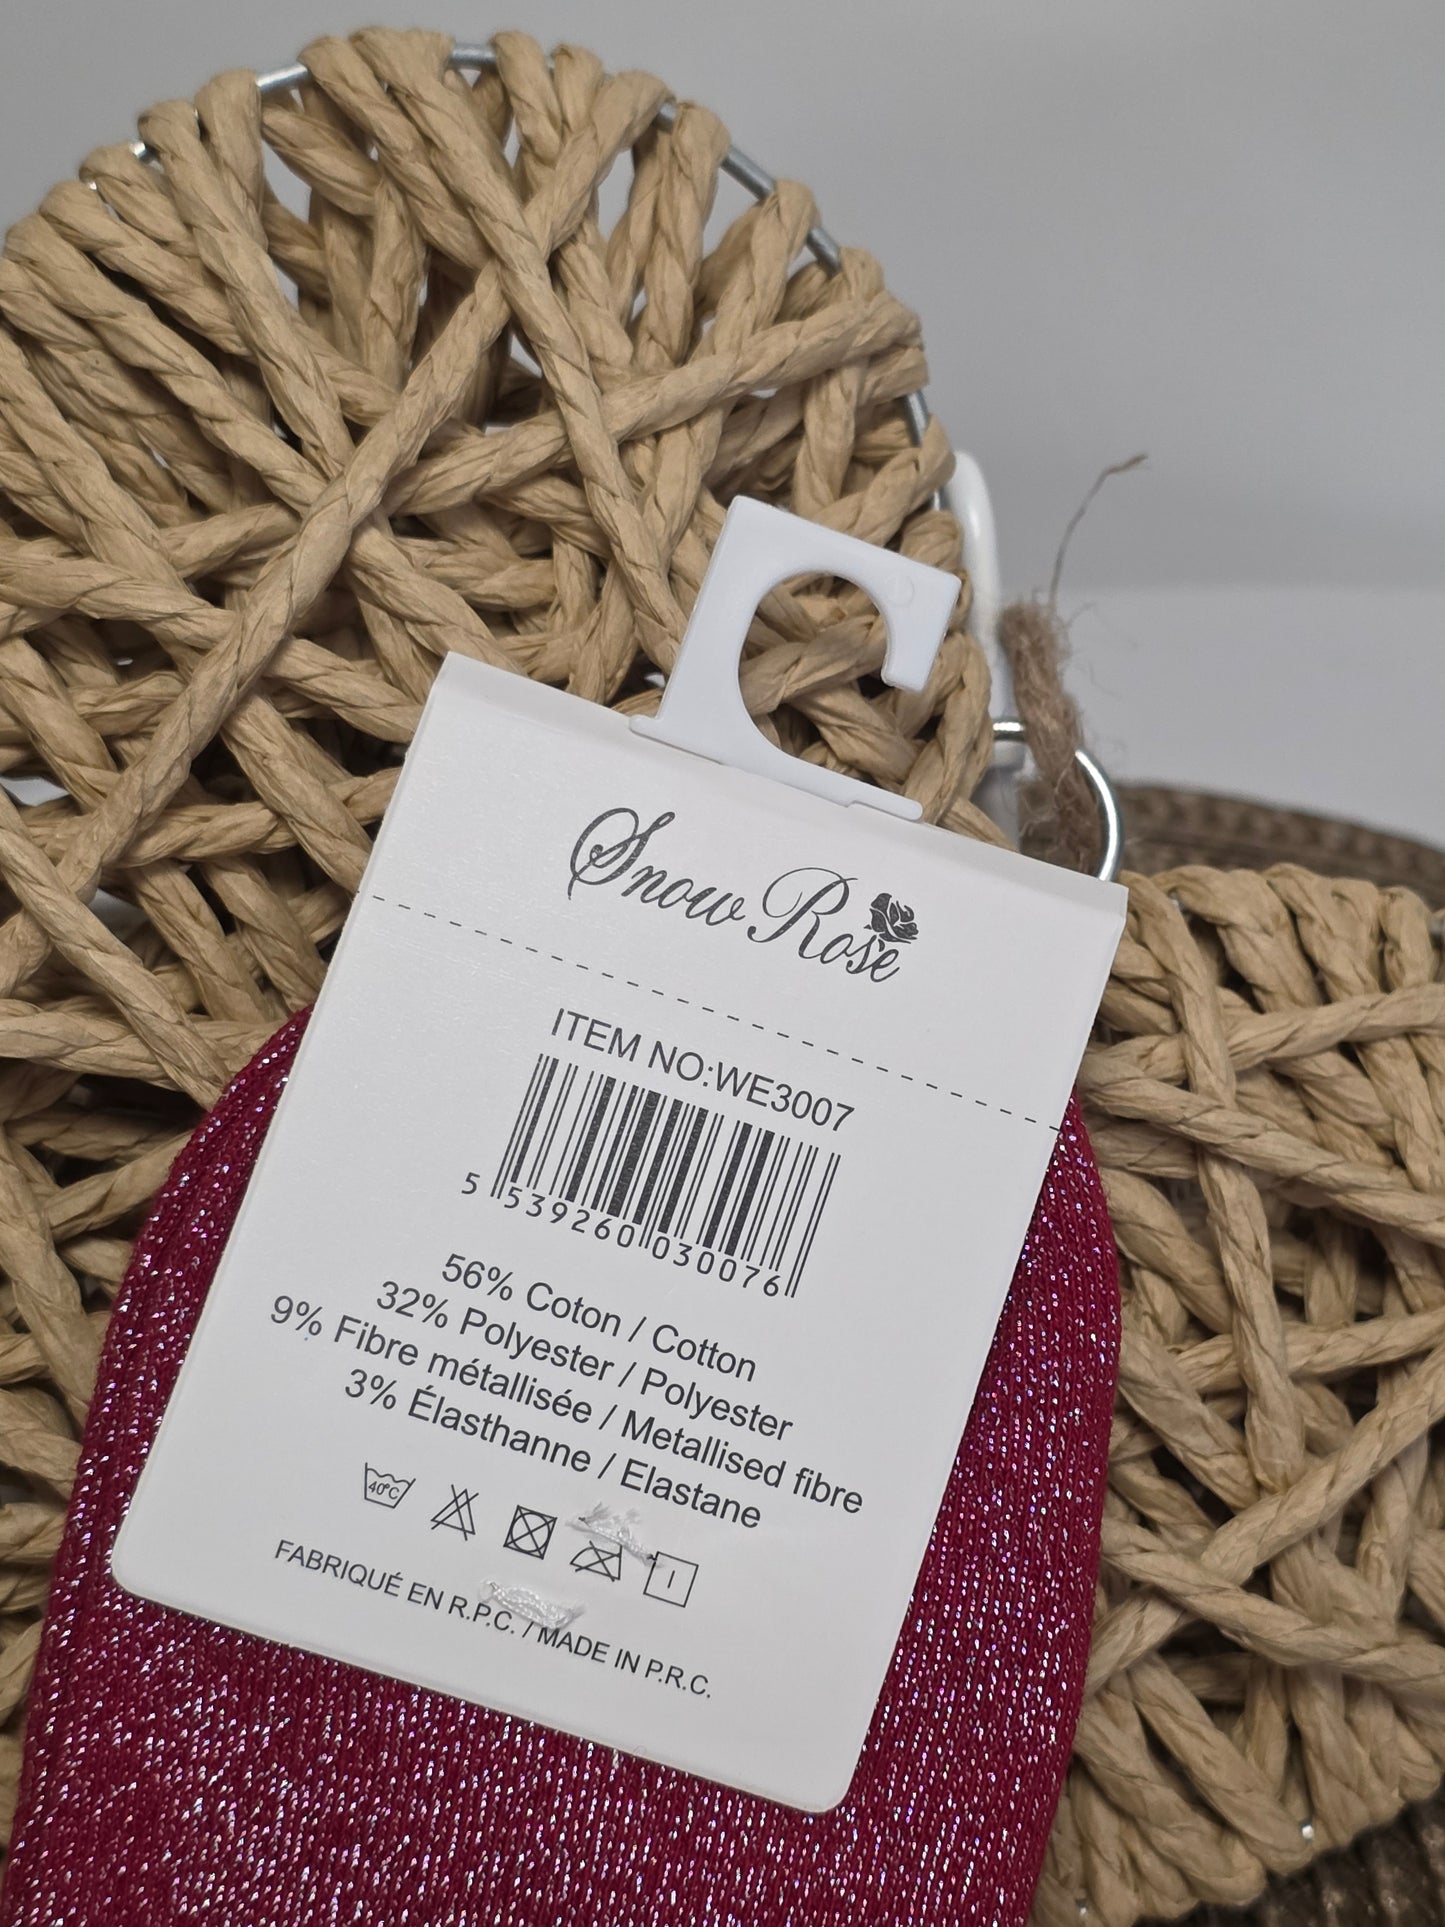 Snow Rose
ITEM NO:WE3007
5 539260 030076
56% Coton / Cotton
32% Polyester / Polyester
9% Fibre métallisée / Metallised fibre
3% Élasthanne / Elastane
40°C
FABRIQUÉ EN R.P.C. / MADE IN P.R.C.